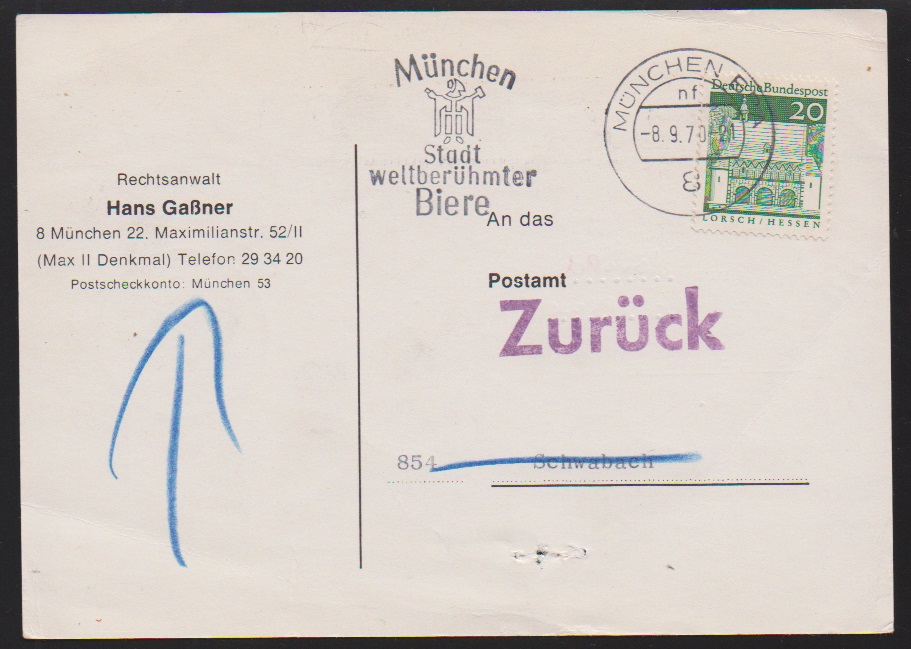 Rechtsanwalt
Hans Gaßner
8 München 22. Maximilianstr. 52/II
(Max II Denkmal) Telefon 29 34 20
Postscheckkonto: München 53
München
Stadt
weltberühmter
Biere
MÜNCHEN
nf
-8. 9. 70
Deutsche Bundespost
20
LORSCH/HESSEN
An das
Postamt
Zurück
854 Schwabach